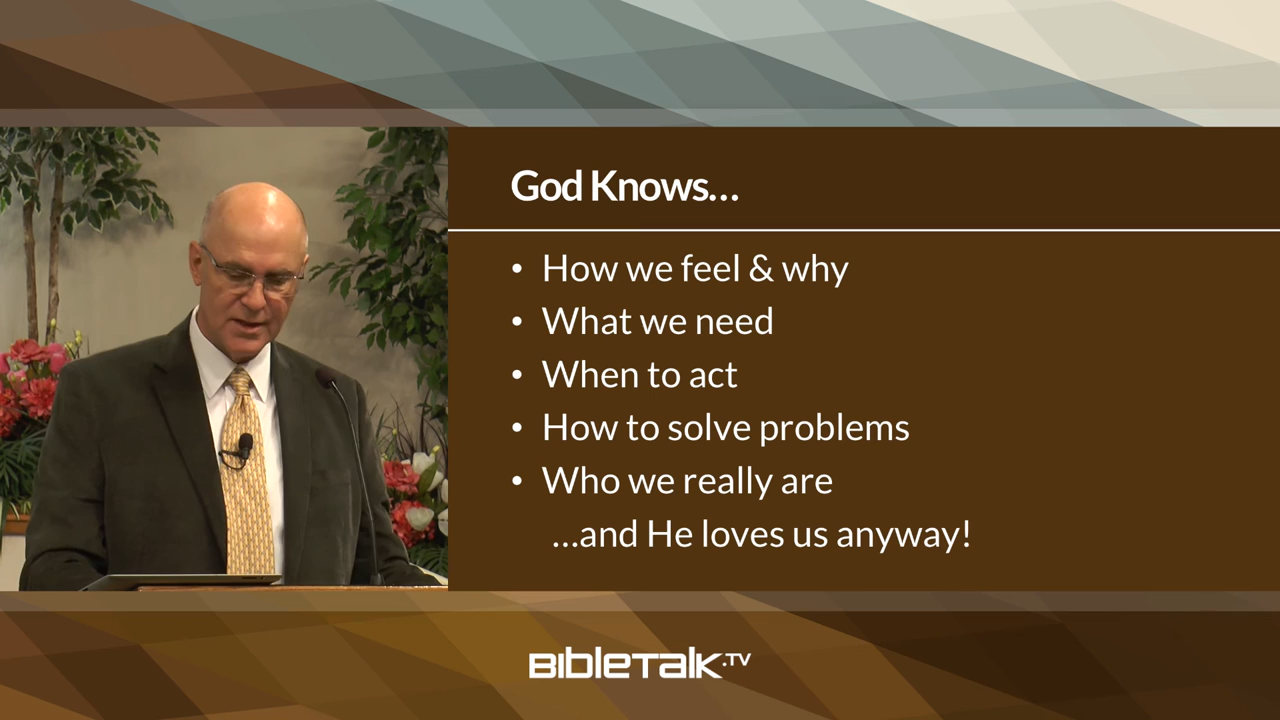 God Knows...
• How we feel & why
• What we need
• When to act
• How to solve problems
• Who we really are
...and He loves us anyway!
BIBLETALK.TV